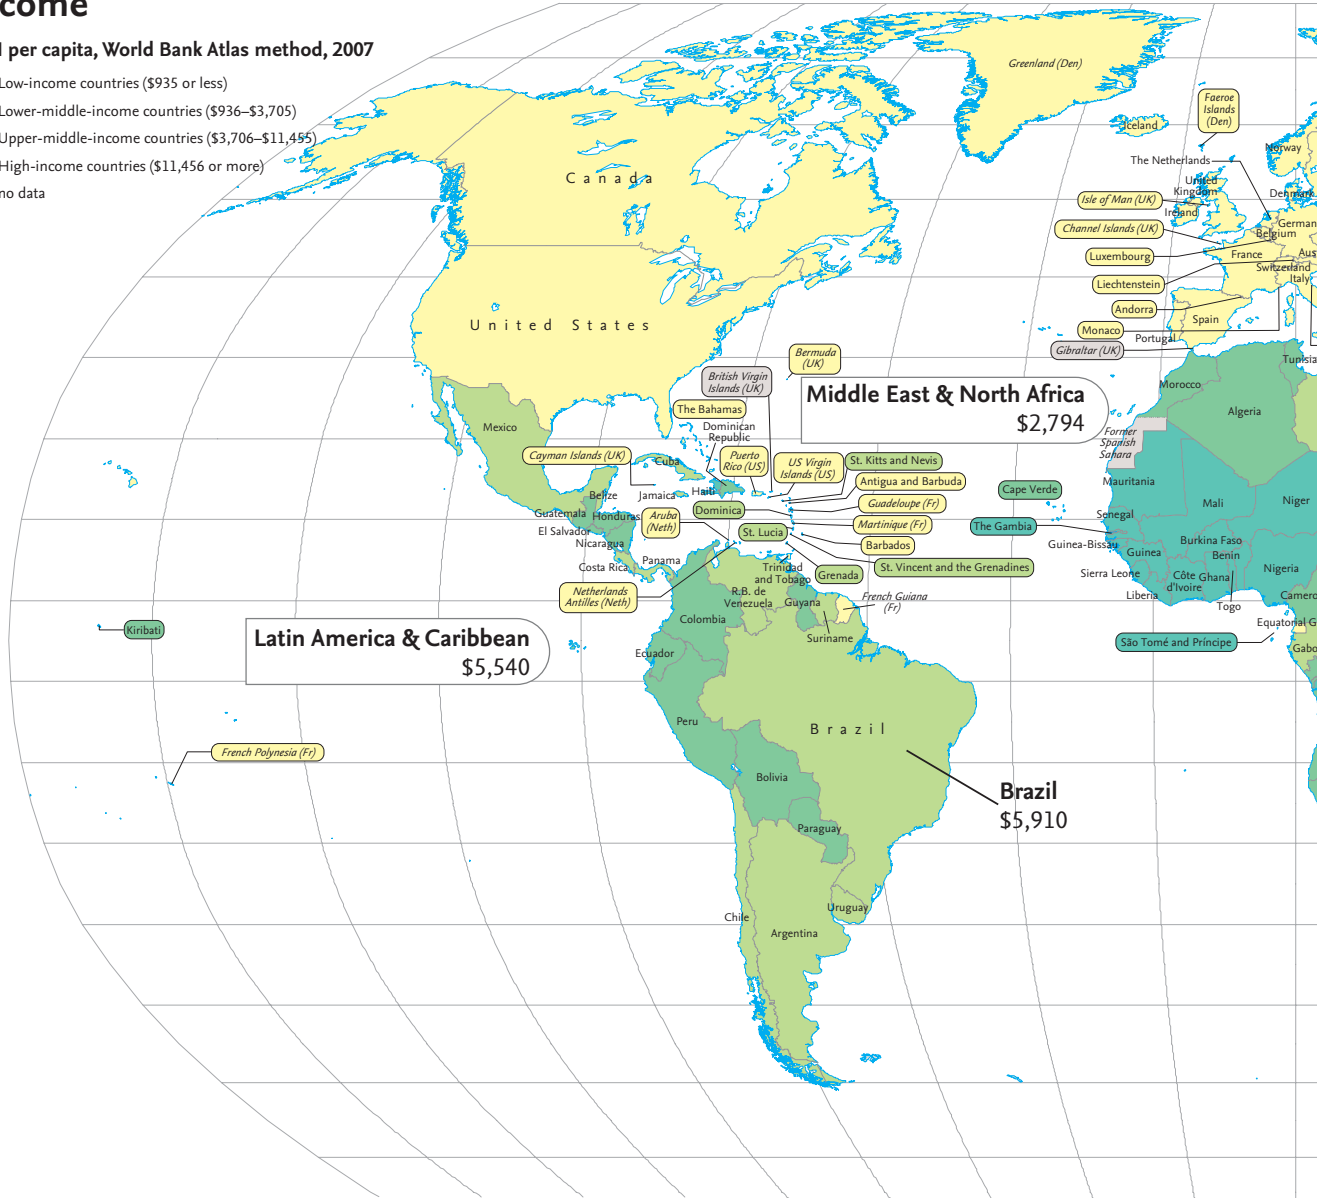 come
I per capita, World Bank Atlas method, 2007
Low-income countries ($935 or less)
Lower-middle-income countries ($936–$3,705)
Upper-middle-income countries ($3,706–$11,455)
High-income countries ($11,456 or more)
no data
Greenland (Den)
Faeroe
Islands
(Den)
Iceland
Norway
The Netherlands
Canada
United
Kingdom
Isle of Man (UK)
Ireland
Denmark
Channel Islands (UK)
German
Belgium
Luxembourg
France
Aus
Switzerland
Liechtenstein
Italy
Andorra
Spain
United States
Monaco
Portugal
Gibraltar (UK)
Bermuda
(UK)
Tunisia
British Virgin
Islands (UK)
Middle East & North Africa
$2,794
Morocco
Algeria
The Bahamas
Mexico
Dominican
Republic
Former
Spanish
Sahara
Cayman Islands (UK)
Cuba
Puerto
Rico (US)
US Virgin
Islands (US)
St. Kitts and Nevis
Antigua and Barbuda
Mauritania
Cape Verde
Belize
Jamaica
Haiti
Guadeloupe (Fr)
Mali
Niger
Guatemala
Honduras
Aruba
(Neth)
Dominica
Martinique (Fr)
Senegal
The Gambia
El Salvador
Nicaragua
St. Lucia
Barbados
Guinea-Bissau
Burkina Faso
Guinea
Benin
Costa Rica
Panama
Trinidad
and Tobago
Grenada
St. Vincent and the Grenadines
Sierra Leone
Côte
d'Ivoire
Ghana
Nigeria
Netherlands
Antilles (Neth)
R.B. de
Venezuela
Guyana
French Guiana
(Fr)
Liberia
Togo
Camero
Colombia
Suriname
Equatorial G
Kiribati
Latin America & Caribbean
$5,540
Ecuador
São Tomé and Príncipe
Gabo
Peru
Brazil
French Polynesia (Fr)
Bolivia
Brazil
$5,910
Paraguay
Uruguay
Chile
Argentina